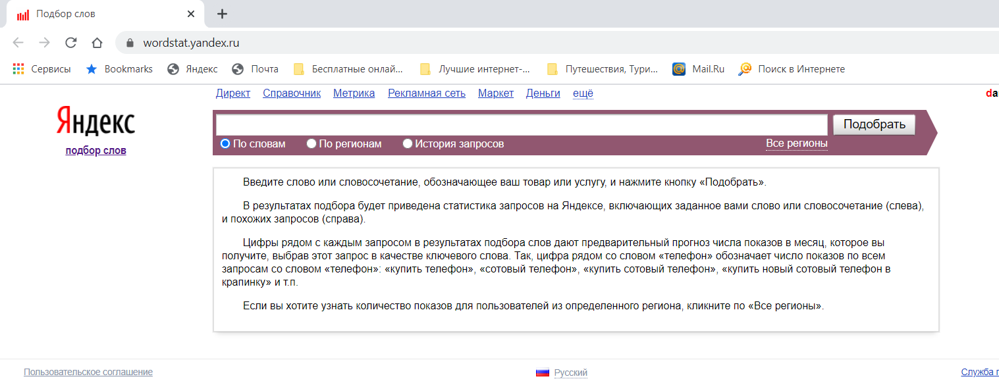 Подбор слов
wordstat.yandex.ru
Сервисы Bookmarks Яндекс Почта Бесплатные онлай... Лучшие интернет-... Путешествия, Тури... Mail.Ru Поиск в Интернете
Директ Справочник Метрика Рекламная сеть Маркет Деньги ещё da
Яндекс
подбор слов
Подобрать
По словам По регионам История запросов Все регионы
Введите слово или словосочетание, обозначающее ваш товар или услугу, и нажмите кнопку «Подобрать».
В результатах подбора будет приведена статистика запросов на Яндексе, включающих заданное вами слово или словосочетание (слева),
и похожих запросов (справа).
Цифры рядом с каждым запросом в результатах подбора слов дают предварительный прогноз числа показов в месяц, которое вы
получите, выбрав этот запрос в качестве ключевого слова. Так, цифра рядом со словом «телефон» обозначает число показов по всем
запросам со словом «телефон»: «купить телефон», «сотовый телефон», «купить сотовый телефон», «купить новый сотовый телефон в
крапинку» и т.п.
Если вы хотите узнать количество показов для пользователей из определенного региона, кликните по «Все регионы».
Пользовательское соглашение Русский Служба